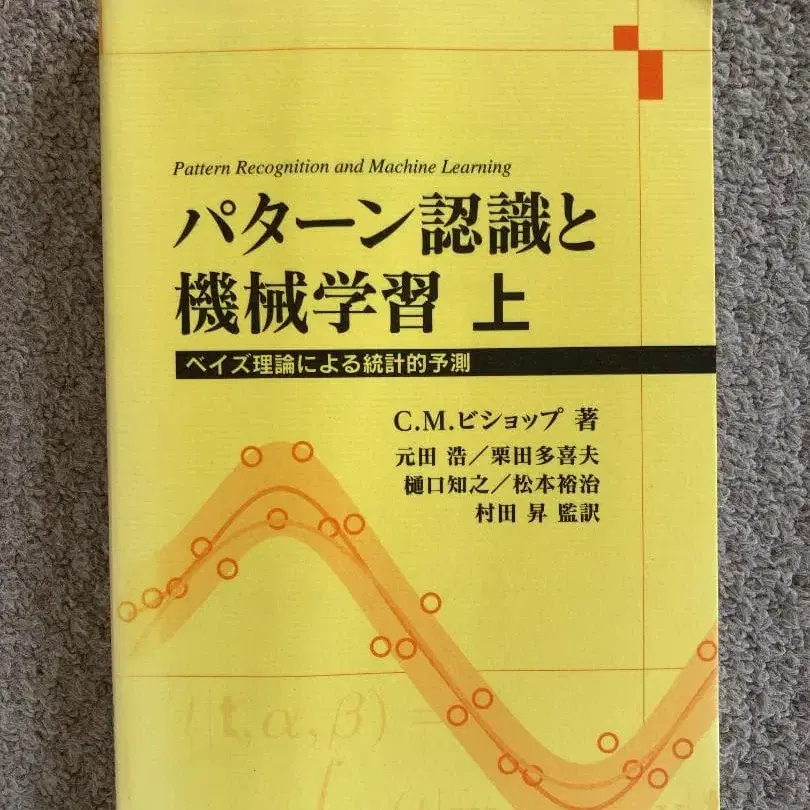 Pattern Recognition and Machine Learning
パターン認識と
機械学習 上
ベイズ理論による統計的予測
C.M.ビショップ 著
元田 浩／栗田多喜夫
樋口知之／松本裕治
村田 昇 監訳
t, α, β) =